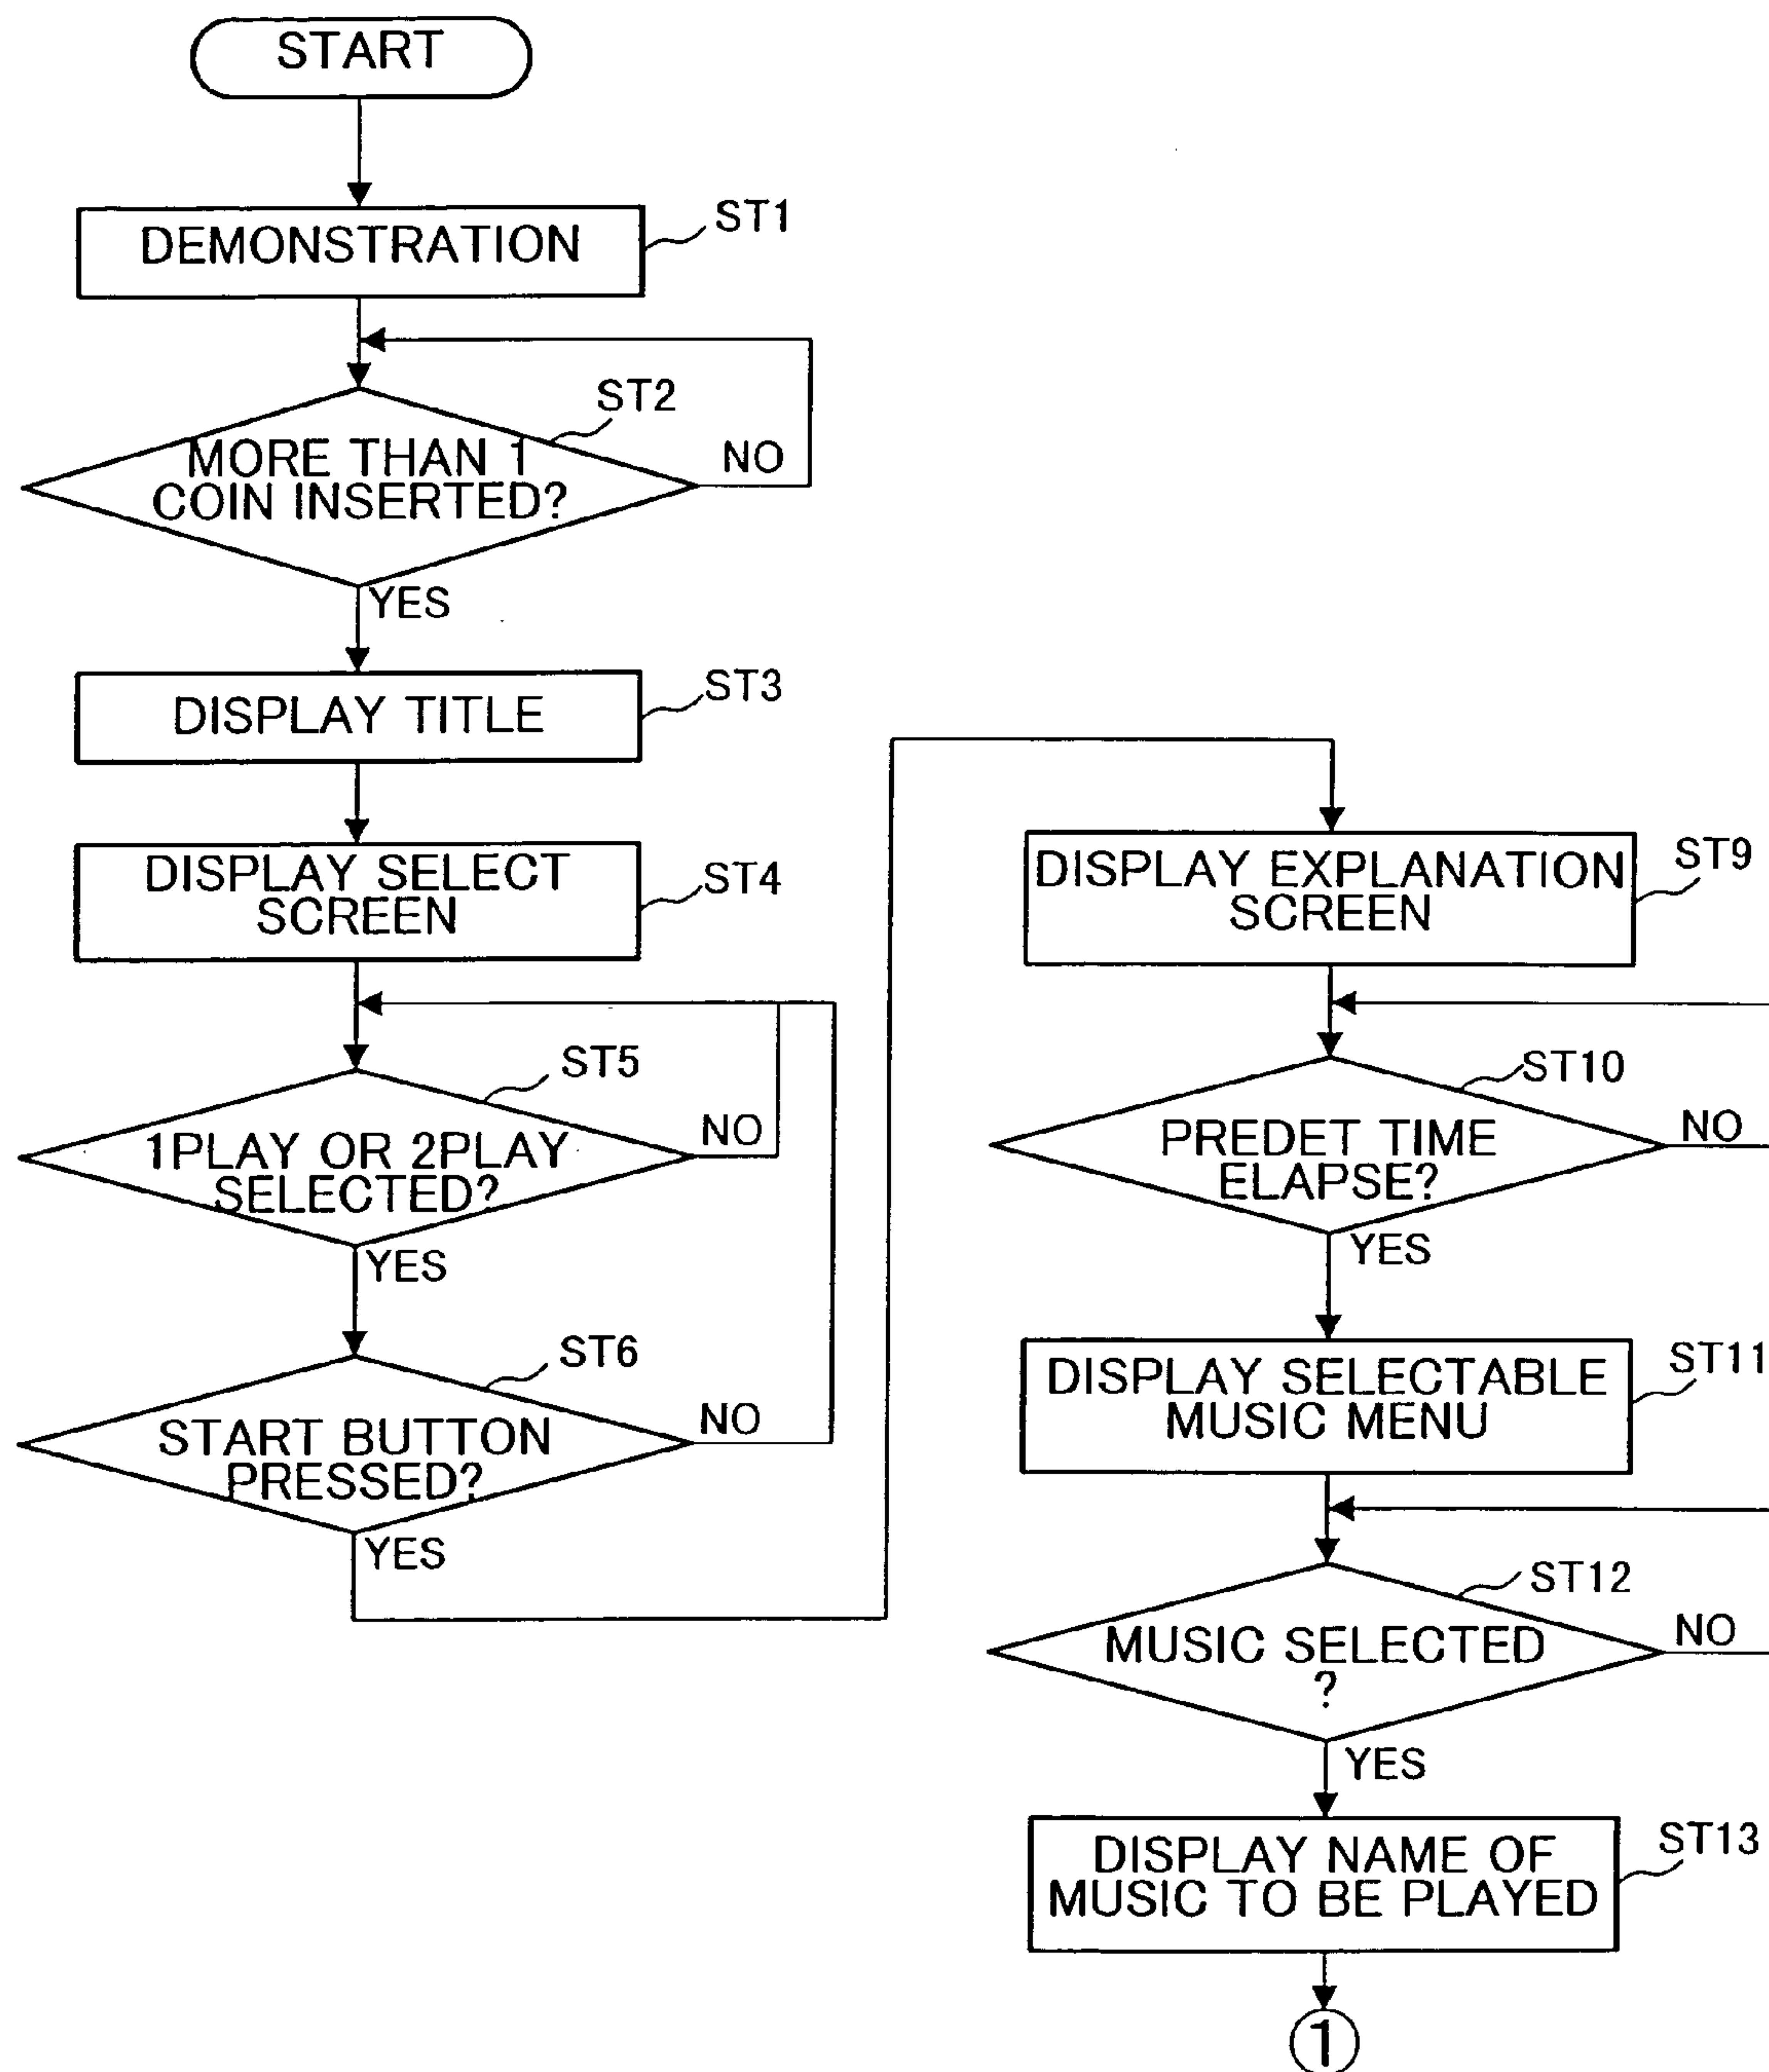 START
DEMONSTRATION
ST1
ST2
MORE THAN 1
COIN INSERTED?
NO
YES
DISPLAY TITLE
ST3
DISPLAY SELECT
SCREEN
ST4
ST5
1PLAY OR 2PLAY
SELECTED?
NO
YES
ST6
START BUTTON
PRESSED?
NO
YES
DISPLAY EXPLANATION
SCREEN
ST9
ST10
PREDET TIME
ELAPSE?
NO
YES
DISPLAY SELECTABLE
MUSIC MENU
ST11
ST12
MUSIC SELECTED
?
NO
YES
DISPLAY NAME OF
MUSIC TO BE PLAYED
ST13
1